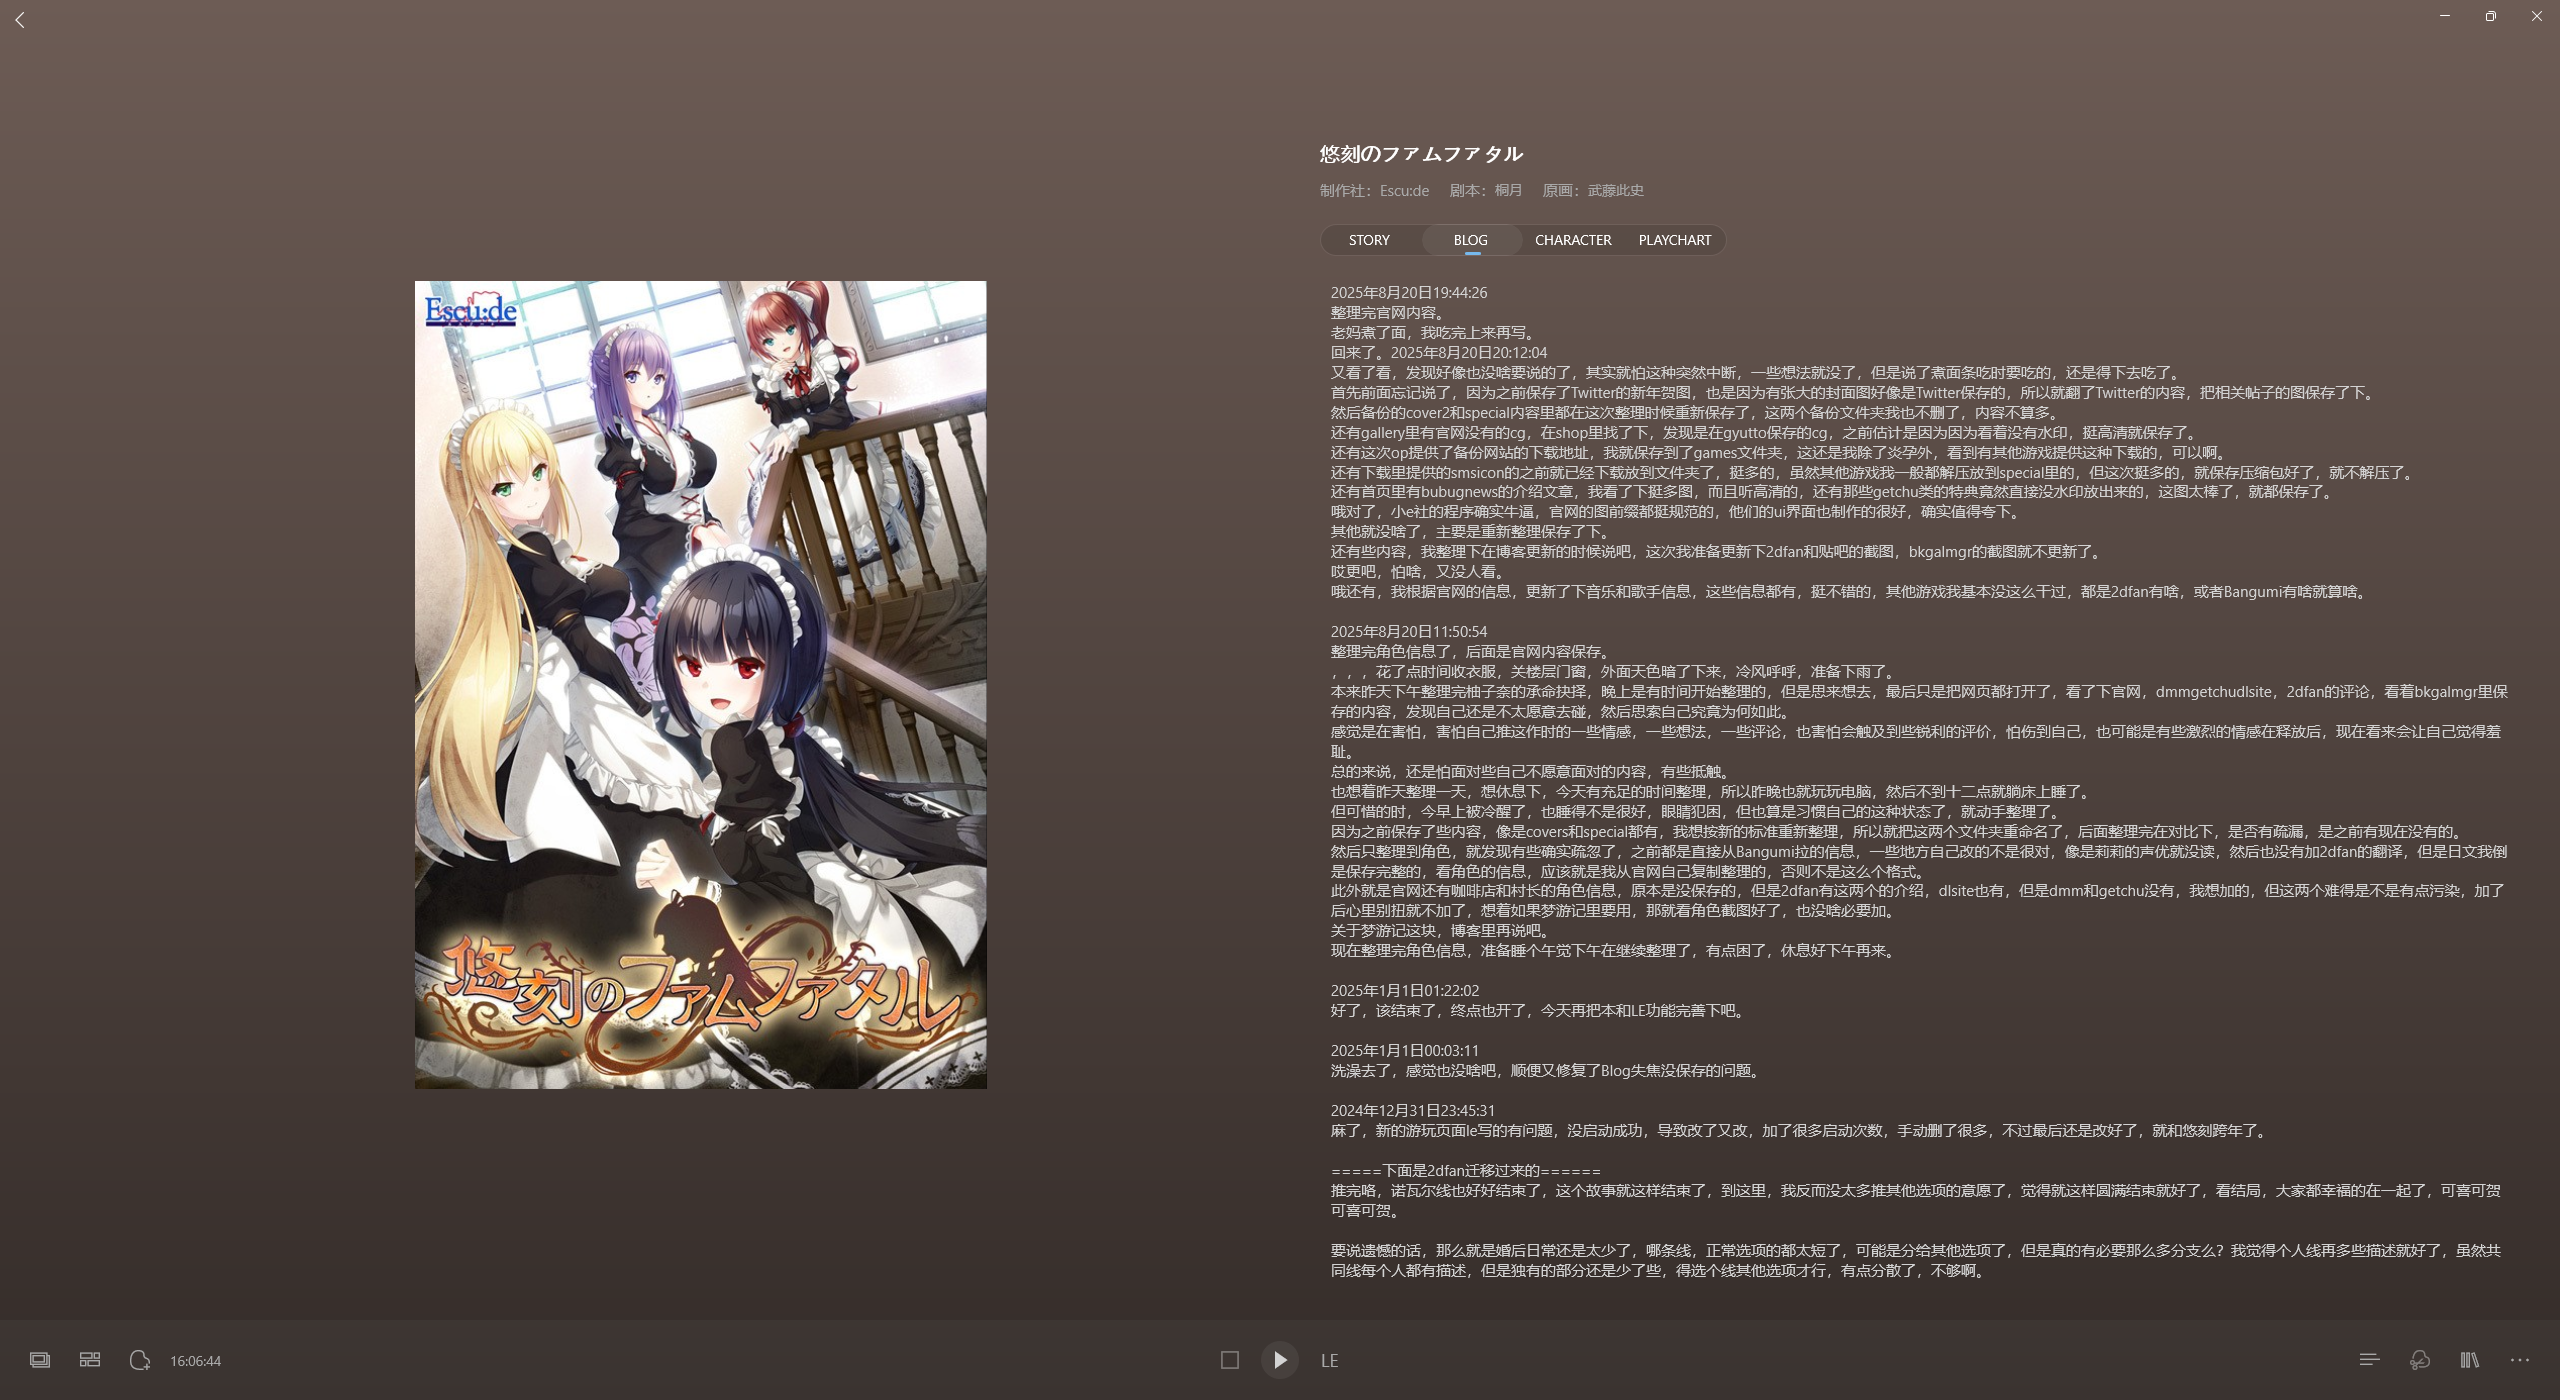 悠刻のファムファタル
制作社：Escu:de 剧本：桐月 原画：武藤此史
STORY BLOG CHARACTER PLAYCHART
Escu:de
悠刻のファムファタル
2025年8月20日19:44:26
整理完官网内容。
老妈煮了面，我吃完上来再写。
回来了。2025年8月20日20:12:04
又看了看，发现好像也没啥要说的了，其实就怕这种突然中断，一些想法就没了，但是说了煮面条吃时要吃的，还是得下去吃了。
首先前面忘记说了，因为之前保存了Twitter的新年贺图，也是因为有张大的封面图好像是Twitter保存的，所以就翻了Twitter的内容，把相关帖子的图保存了下。
然后备份的cover2和special内容里都在这次整理时候重新保存了，这两个备份文件夹我也不删了，内容不算多。
还有gallery里有官网没有的cg，在shop里找了下，发现是在gyutto保存的cg，之前估计是因为因为看着没有水印，挺高清就保存了。
还有这次op提供了备份网站的下载地址，我就保存到了games文件夹，这还是我除了炎孕外，看到有其他游戏提供这种下载的，可以啊。
还有下载里提供的smsicon的之前就已经下载放到文件夹了，挺多的，虽然其他游戏我一般都解压放到special里的，但这次挺多的，就保存压缩包好了，就不解压了。
还有首页里有bubugnews的介绍文章，我看了下挺多图，而且听高清的，还有那些getchu类的特典竟然直接没水印放出来的，这图太棒了，就都保存了。
哦对了，小e社的程序确实牛逼，官网的图前缀都挺规范的，他们的ui界面也制作的很好，确实值得夸下。
其他就没啥了，主要是重新整理保存了下。
还有些内容，我整理下在博客更新的时候说吧，这次我准备更新下2dfan和贴吧的截图，bkgalmgr的截图就不更新了。
哎更吧，怕啥，又没人看。
哦还有，我根据官网的信息，更新了下音乐和歌手信息，这些信息都有，挺不错的，其他游戏我基本没这么干过，都是2dfan有啥，或者Bangumi有啥就算啥。
2025年8月20日11:50:54
整理完角色信息了，后面是官网内容保存。
，，，花了点时间收衣服，关楼层门窗，外面天色暗了下来，冷风呼呼，准备下雨了。
本来昨天下午整理完柚子奈的承命抉择，晚上是有时间开始整理的，但是思来想去，最后只是把网页都打开了，看了下官网，dmmgetchudlsite，2dfan的评论，看着bkgalmgr里保
存的内容，发现自己还是不太愿意去碰，然后思索自己究竟为何如此。
感觉是在害怕，害怕自己推这作时的一些情感，一些想法，一些评论，也害怕会触及到些锐利的评价，怕伤到自己，也可能是有些激烈的情感在释放后，现在看来会让自己觉得羞
耻。
总的来说，还是怕面对些自己不愿意面对的内容，有些抵触。
也想着昨天整理一天，想休息下，今天有充足的时间整理，所以昨晚也就玩玩电脑，然后不到十二点就躺床上睡了。
但可惜的时，今早上被冷醒了，也睡得不是很好，眼睛犯困，但也算是习惯自己的这种状态了，就动手整理了。
因为之前保存了些内容，像是covers和special都有，我想按新的标准重新整理，所以就把这两个文件夹重命名了，后面整理完在对比下，是否有疏漏，是之前有现在没有的。
然后只整理到角色，就发现有些确实疏忽了，之前都是直接从Bangumi拉的信息，一些地方自己改的不是很对，像是莉莉的声优就没读，然后也没有加2dfan的翻译，但是日文我倒
是保存完整的，看角色的信息，应该就是我从官网自己复制整理的，否则不是这么个格式。
此外就是官网还有咖啡店和村长的角色信息，原本是没保存的，但是2dfan有这两个的介绍，dlsite也有，但是dmm和getchu没有，我想加的，但这两个难得是不是有点污染，加了
后心里别扭就不加了，想着如果梦游记里要用，那就看角色截图好了，也没啥必要加。
关于梦游记这块，博客里再说吧。
现在整理完角色信息，准备睡个午觉下午在继续整理了，有点困了，休息好下午再来。
2025年1月1日01:22:02
好了，该结束了，终点也开了，今天再把本和LE功能完善下吧。
2025年1月1日00:03:11
洗澡去了，感觉也没啥吧，顺便又修复了Blog失焦没保存的问题。
2024年12月31日23:45:31
麻了，新的游玩页面le写的有问题，没启动成功，导致改了又改，加了很多启动次数，手动删了很多，不过最后还是改好了，就和悠刻跨年了。
=====下面是2dfan迁移过来的======
推完咯，诺瓦尔线也好好结束了，这个故事就这样结束了，到这里，我反而没太多推其他选项的意愿了，觉得就这样圆满结束就好了，看结局，大家都幸福的在一起了，可喜可贺
可喜可贺。
要说遗憾的话，那么就是婚后日常还是太少了，哪条线，正常选项的都太短了，可能是分给其他选项了，但是真的有必要那么多分支么？我觉得个人线再多些描述就好了，虽然共
同线每个人都有描述，但是独有的部分还是少了些，得选个线其他选项才行，有点分散了，不够啊。
16:06:44
LE